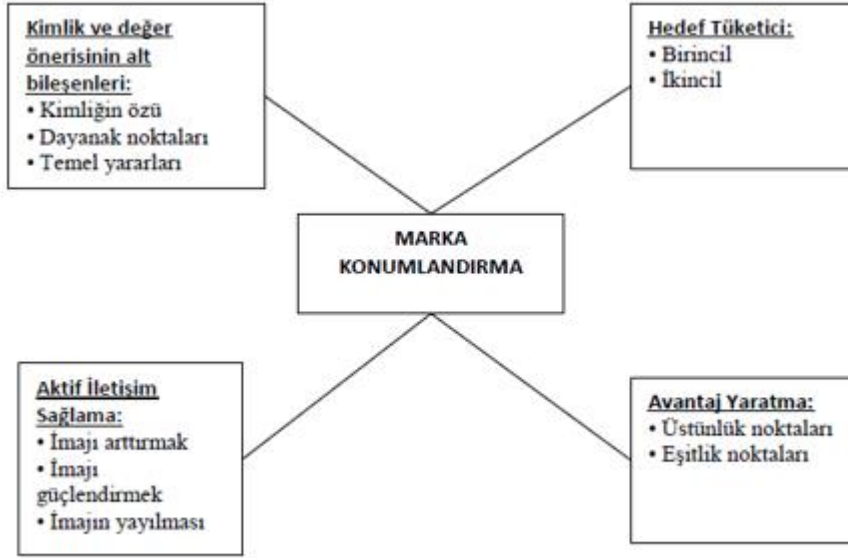 Kimlik ve değer
önerisinin alt
bileşenleri:
• Kimliğin özü
• Dayanak noktaları
• Temel yararları
Hedef Tüketici:
• Birincil
• İkincil
MARKA
KONUMLANDIRMA
Aktif İletişim
Sağlama:
• İmajı arttırmak
• İmajı
güçlendirmek
• İmajın yayılması
Avantaj Yaratma:
• Üstünlük noktaları
• Eşitlik noktaları